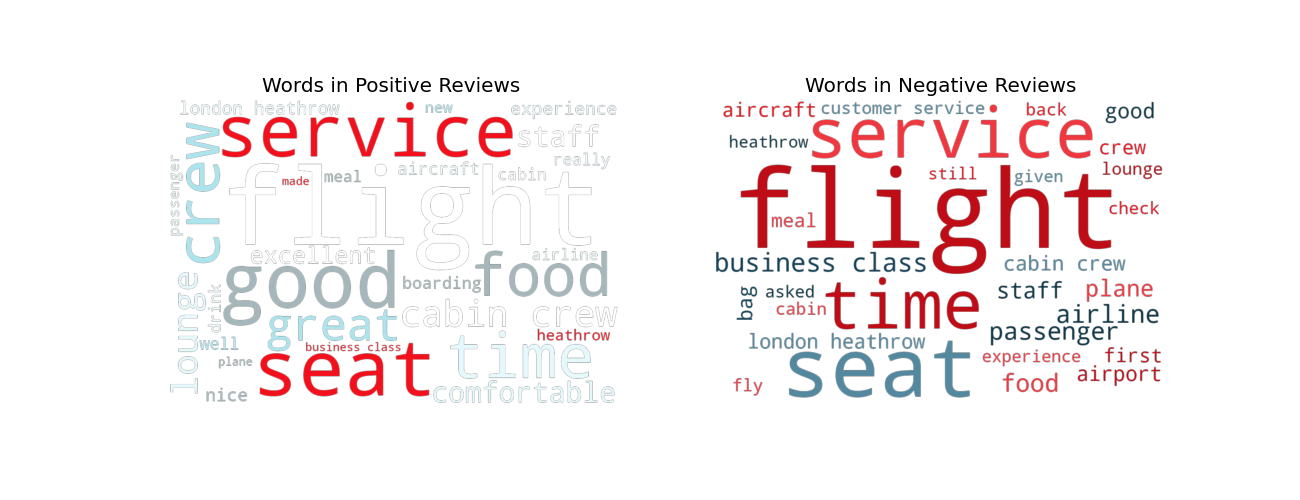 Words in Positive Reviews
london heathrow
new
experience
service
staff
crew
really
passenger
made
meal
aircraft
cabin
flight
excellent
airline
good
boarding
food
lounge
drink
great
cabin crew
heathrow
well
business class
time
plane
seat
nice
comfortable
Words in Negative Reviews
aircraft
customer service
back
good
service
heathrow
crew
still
given
lounge
flight
meal
check
business class
cabin crew
bag
asked
cabin
time
staff
plane
airline
passenger
london heathrow
seat
experience
first
fly
food
airport